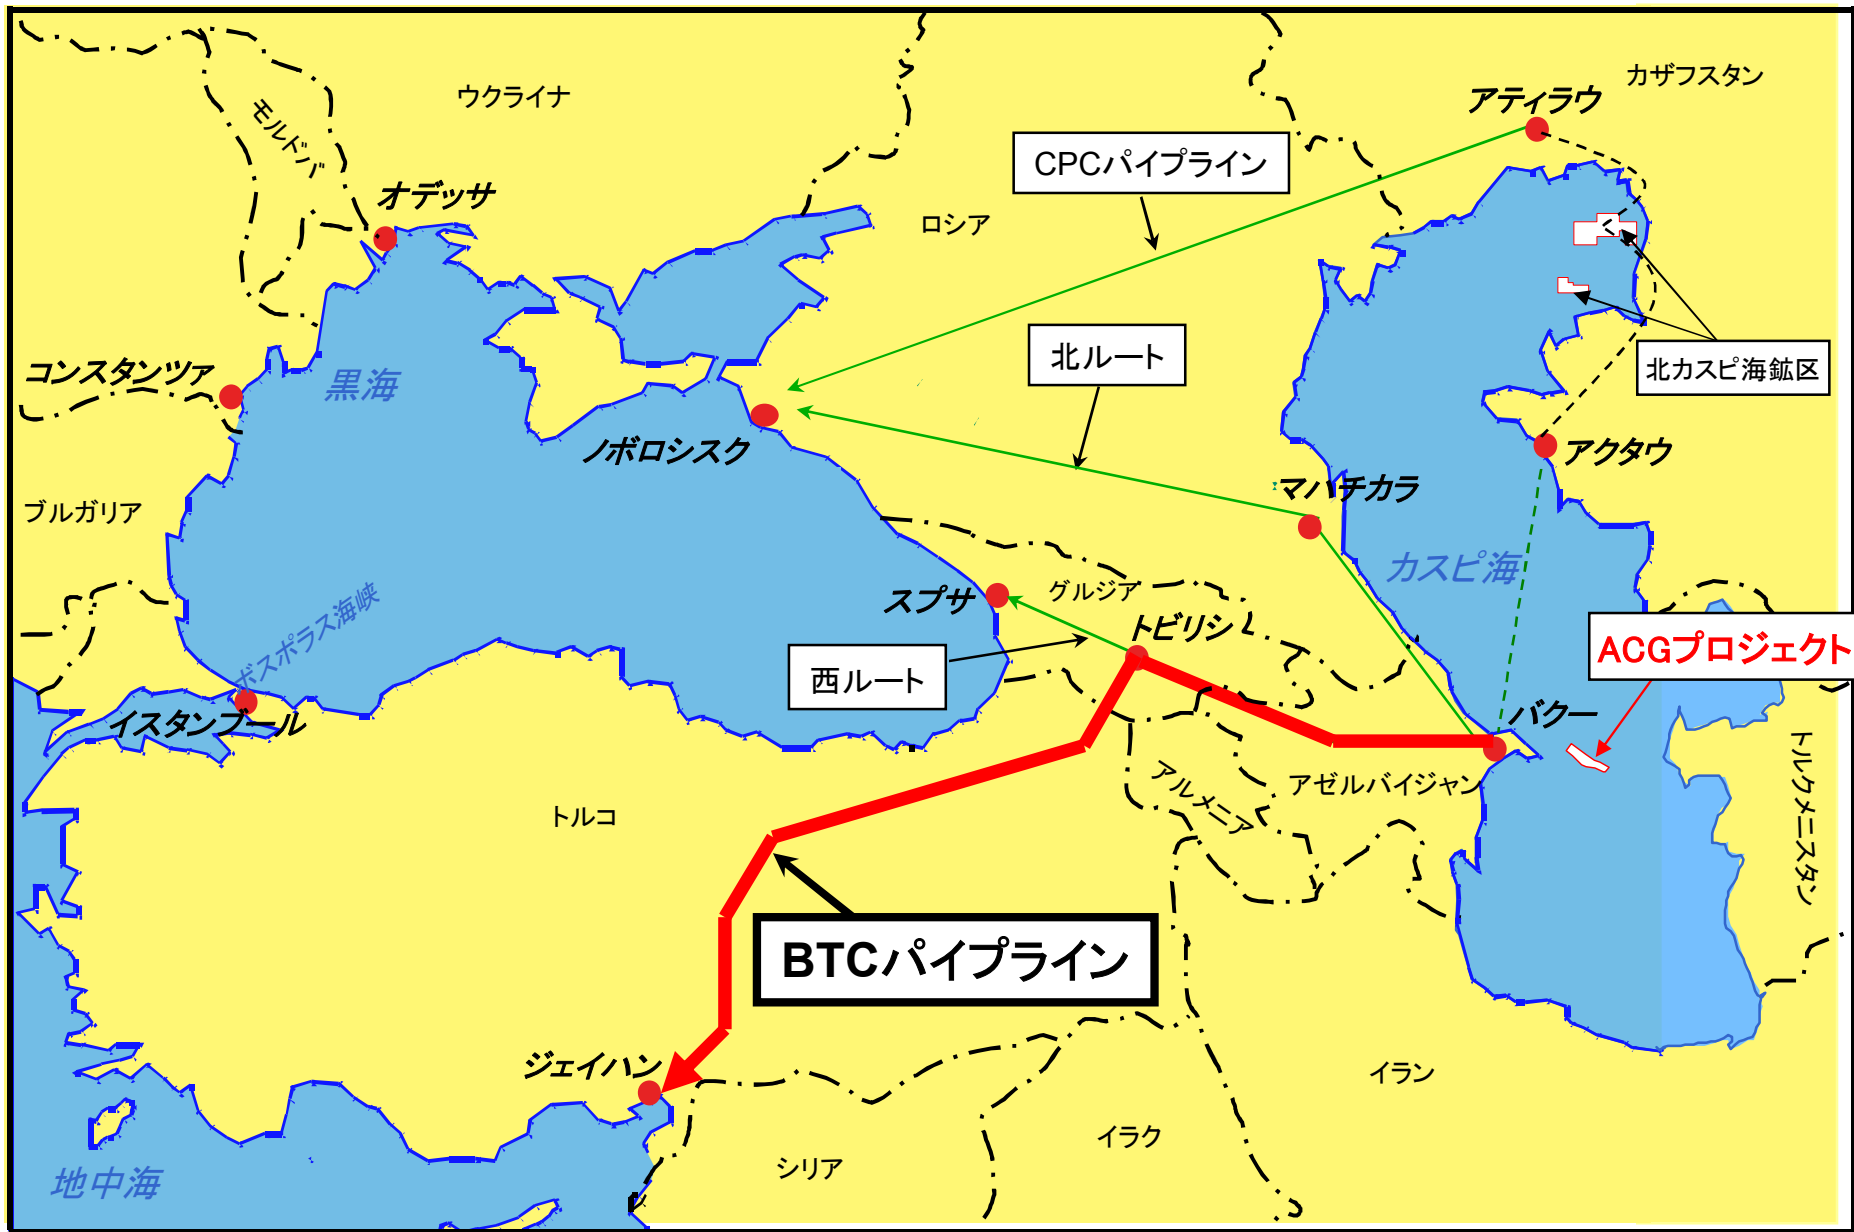 カザフスタン
アティラウ
ウクライナ
モルドバ
CPCパイプライン
オデッサ
ロシア
北ルート
北カスピ海鉱区
コンスタンツァ
黒海
ノボロシスク
アクタウ
マハチカラ
ブルガリア
カスピ海
グルジア
スプサ
ボスポラス海峡
トビリシ
ACGプロジェクト
西ルート
イスタンブール
バクー
トルクメニスタン
アルメニア
アゼルバイジャン
トルコ
BTCパイプライン
ジェイハン
イラン
イラク
シリア
地中海